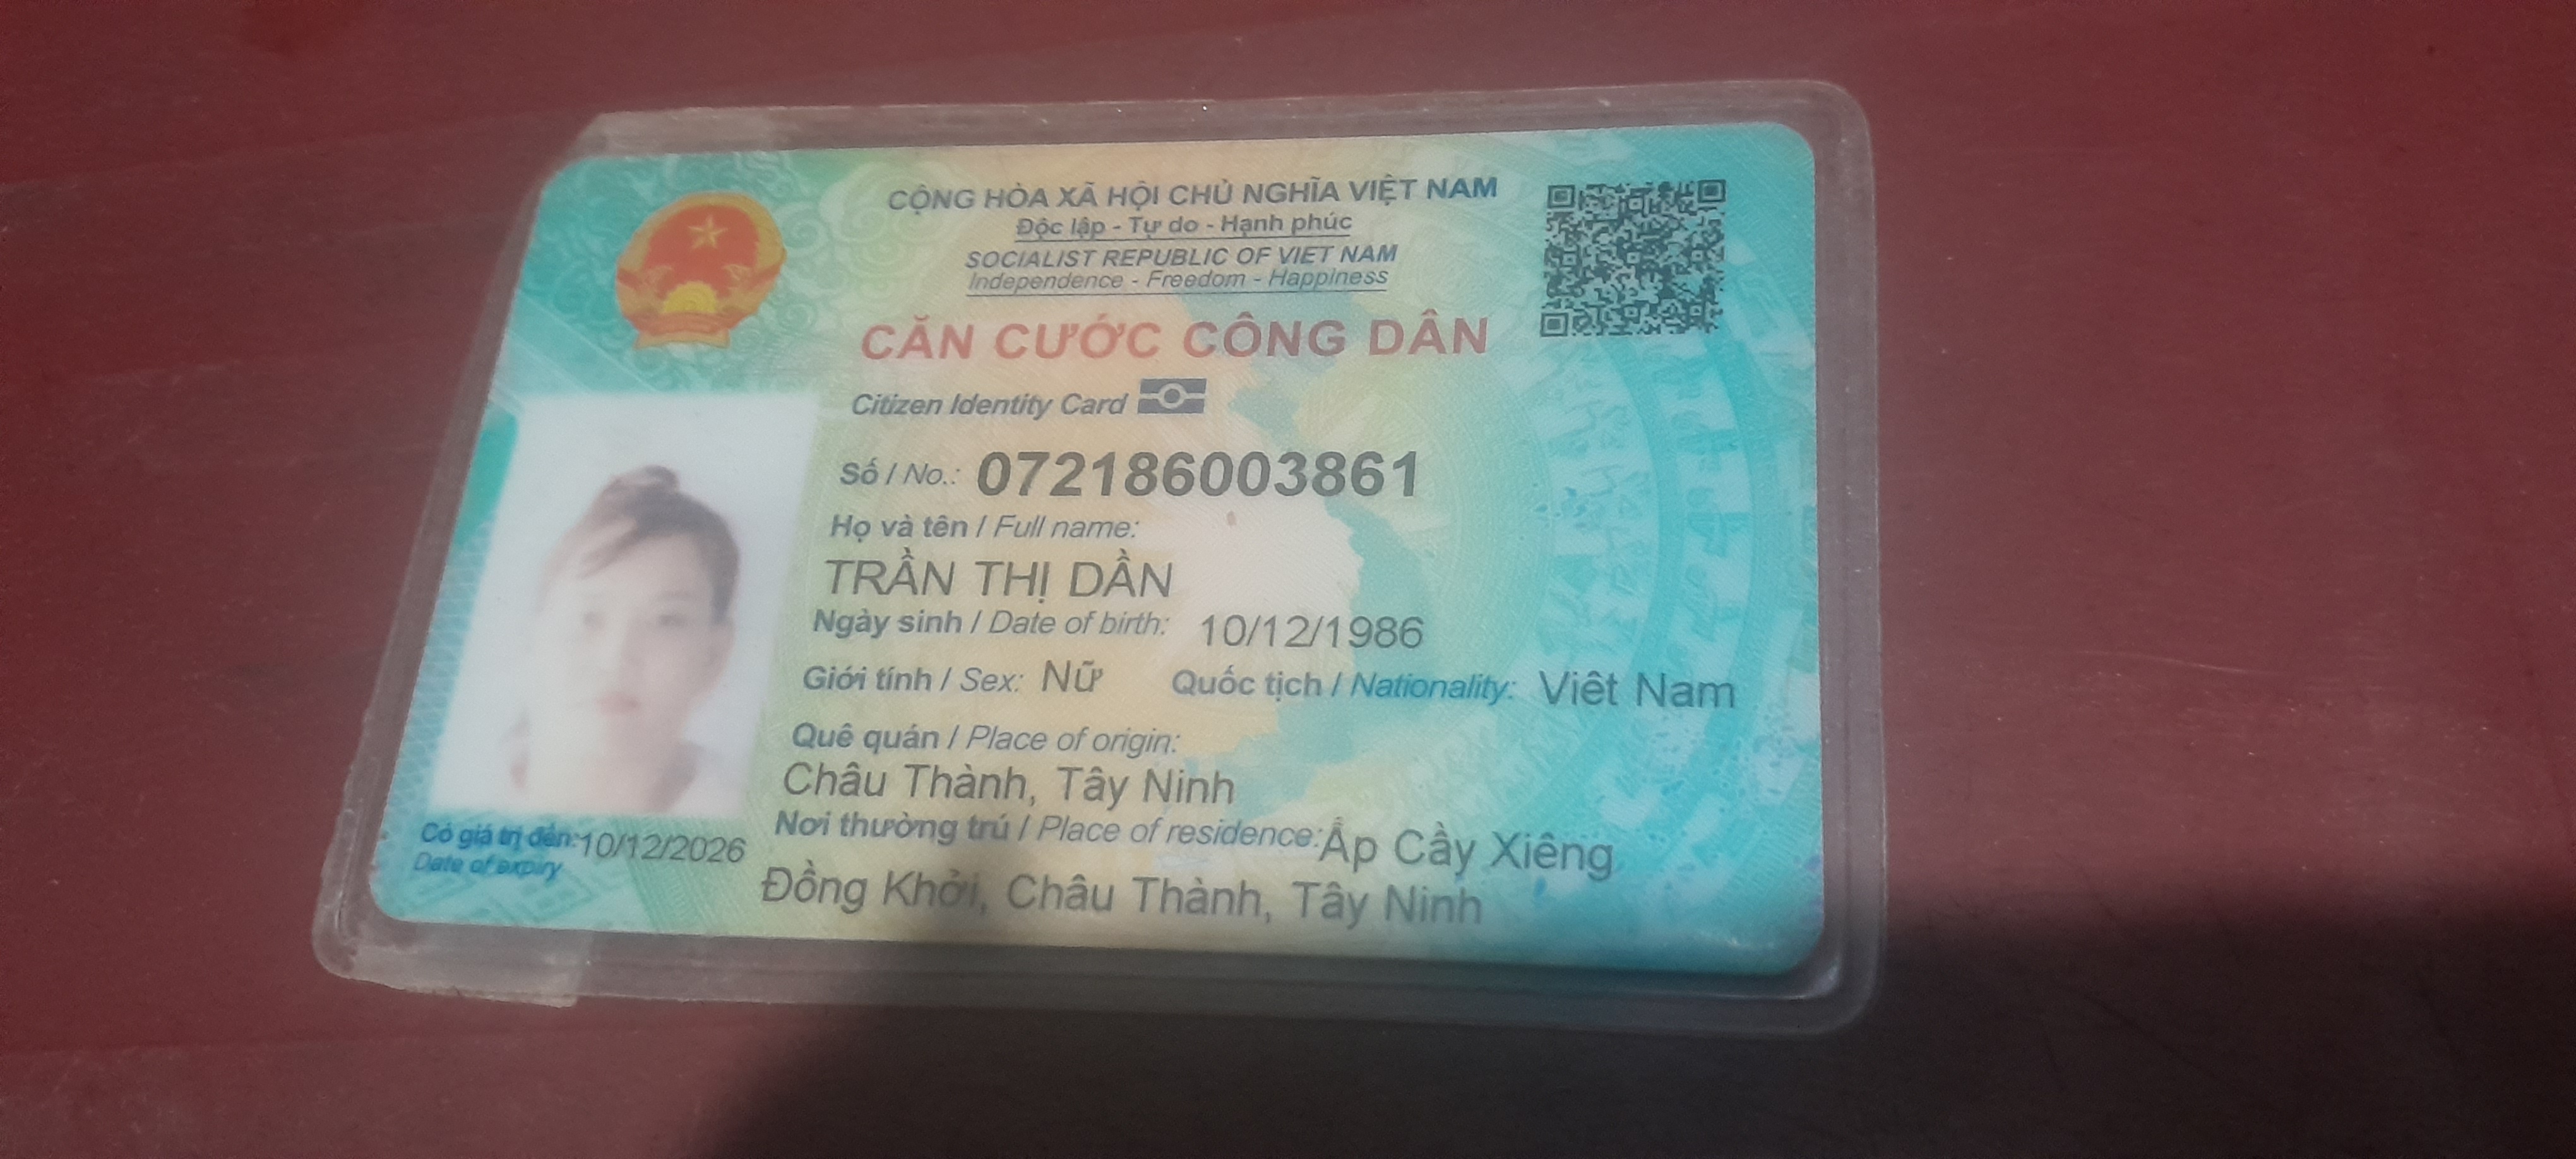 CỘNG HÒA XÃ HỘI CHỦ NGHĨA VIỆT NAM
Độc lập - Tự do - Hạnh phúc
SOCIALIST REPUBLIC OF VIET NAM
Independence - Freedom - Happiness
CĂN CƯỚC CÔNG DÂN
Citizen Identity Card
Số / No.: 072186003861
Họ và tên / Full name:
TRẦN THỊ DẦN
Ngày sinh / Date of birth: 10/12/1986
Giới tính / Sex: Nữ Quốc tịch / Nationality: Việt Nam
Quê quán / Place of origin:
Châu Thành, Tây Ninh
Nơi thường trú / Place of residence: Ấp Cầy Xiêng
Đồng Khởi, Châu Thành, Tây Ninh
Có giá trị đến: 10/12/2026
Date of expiry